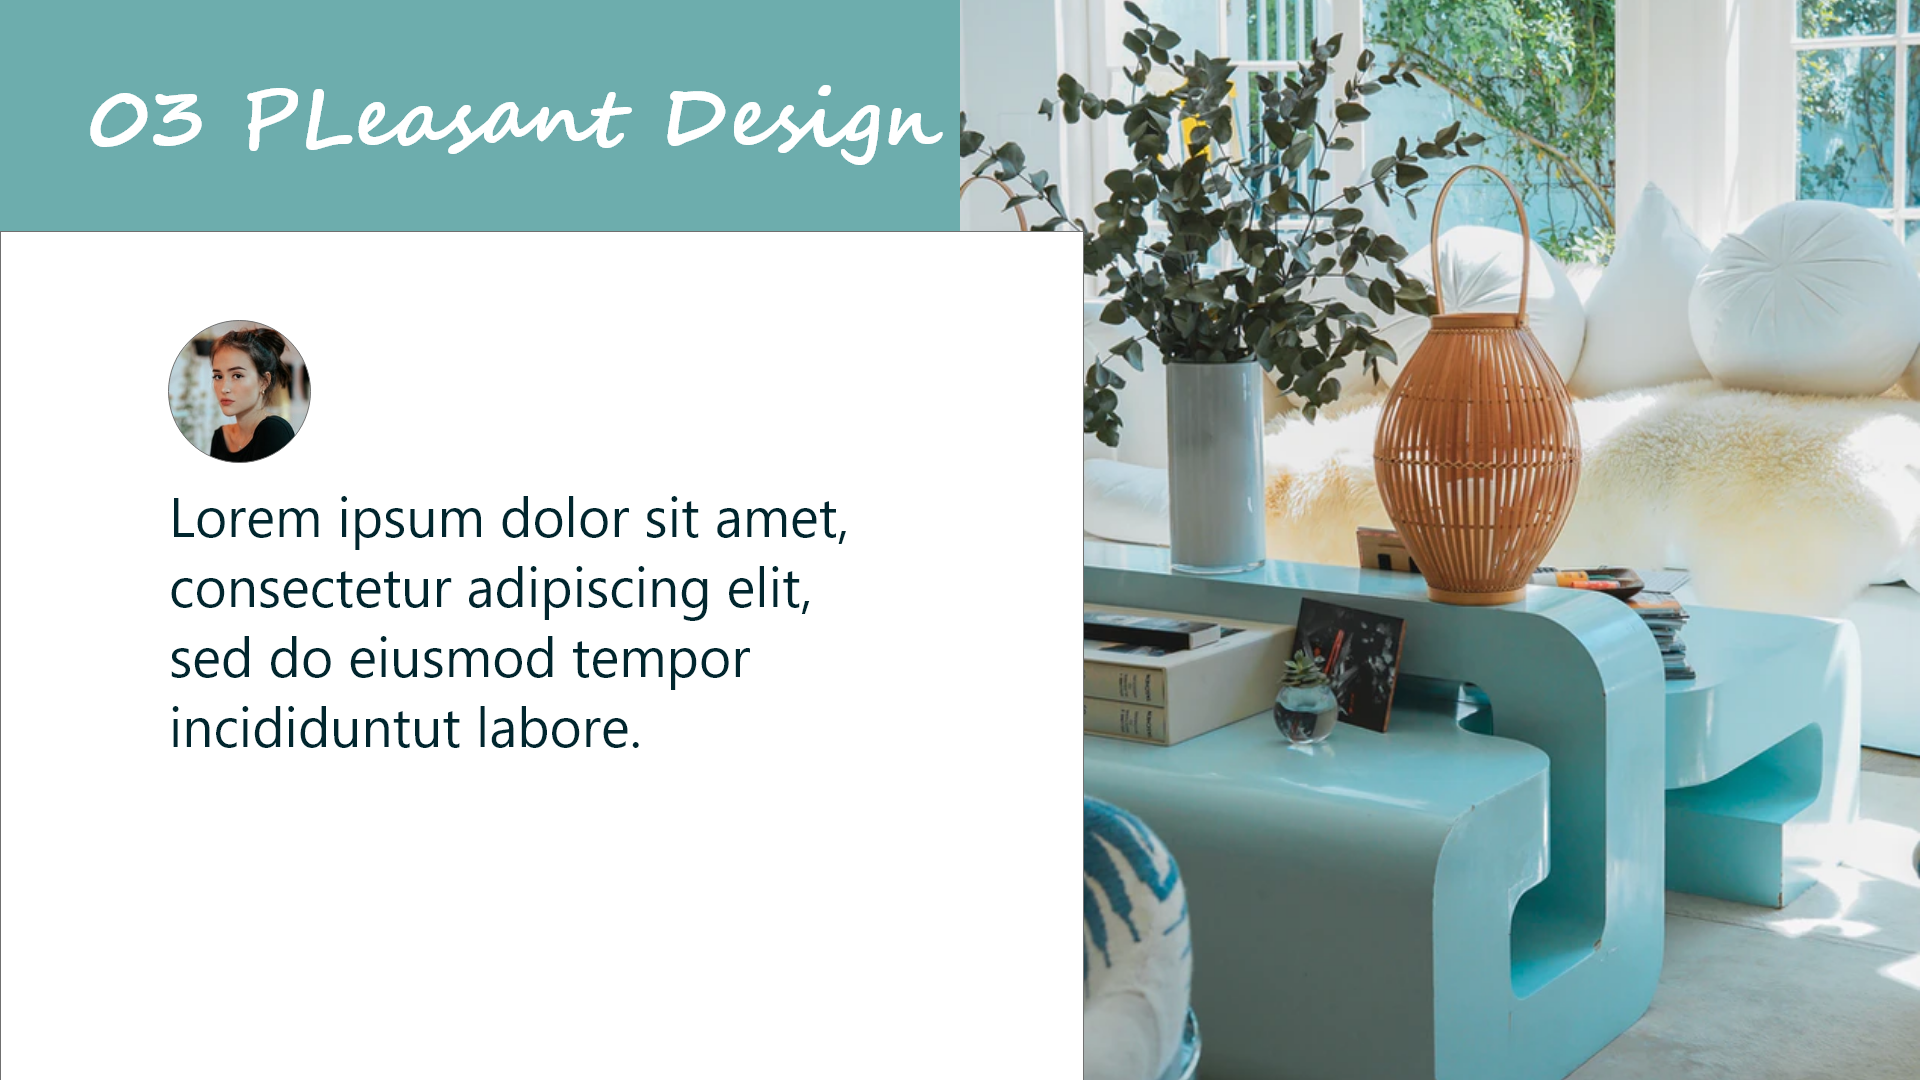 03 PLeasant Design
Lorem ipsum dolor sit amet,
consectetur adipiscing elit,
sed do eiusmod tempor
incididuntut labore.